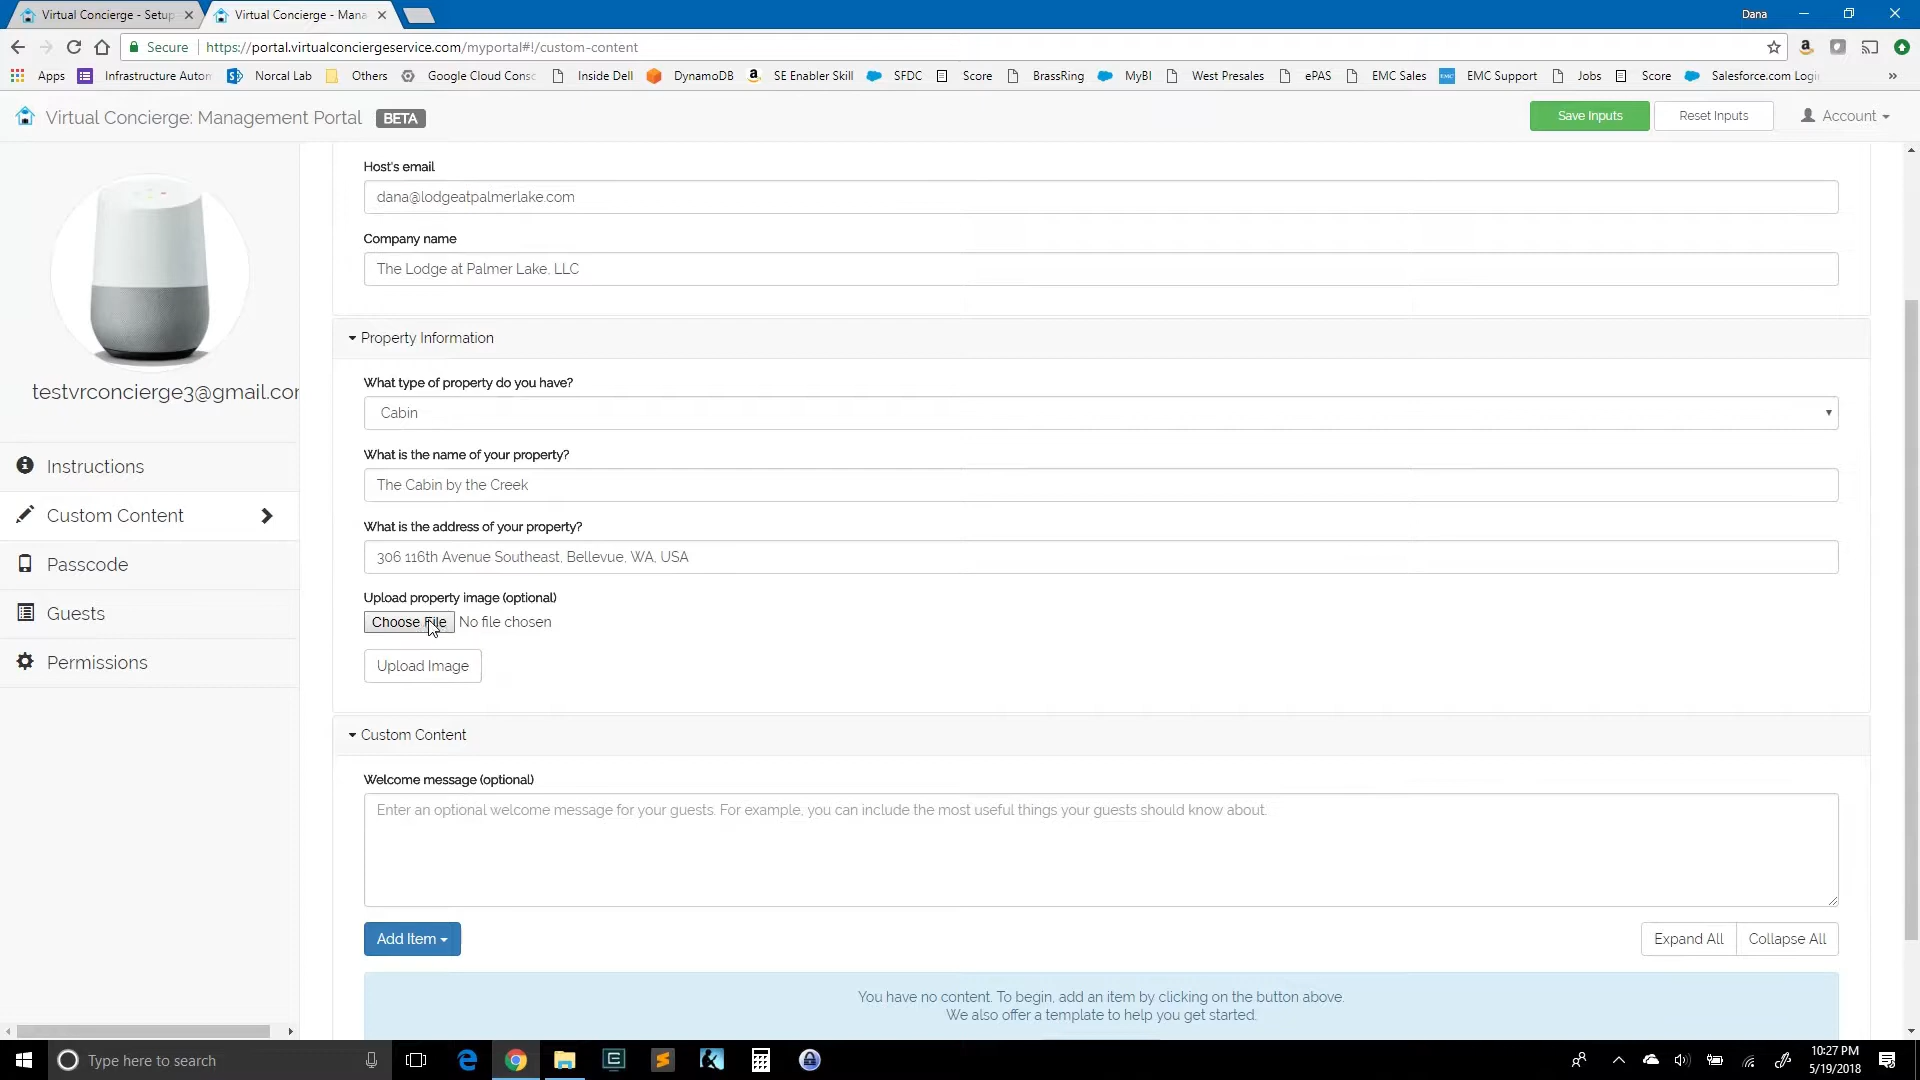 Virtual Concierge - Setup
Virtual Concierge - Mana
Dana
Secure
https://portal.virtualconciergeservice.com/myportal#!/custom-content
Apps
Infrastructure Auton
Norcal Lab
Others
Google Cloud Consc
Inside Dell
DynamoDB
SE Enabler Skill
SFDC
Score
BrassRing
MyBI
West Presales
ePAS
EMC Sales
EMC Support
Jobs
Score
Salesforce.com Logi
Virtual Concierge: Management Portal
BETA
Save Inputs
Reset Inputs
Account
testvrconcierge3@gmail.cor
Instructions
Custom Content
Passcode
Guests
Permissions
Host's email
dana@lodgeatpalmerlake.com
Company name
The Lodge at Palmer Lake. LLC
Property Information
What type of property do you have?
Cabin
What is the name of your property?
The Cabin by the Creek
What is the address of your property?
306 116th Avenue Southeast, Bellevue, WA, USA
Upload property image (optional)
Choose File No file chosen
Upload Image
Custom Content
Welcome message (optional)
Enter an optional welcome message for your guests. For example, you can include the most useful things your guests should know about.
Add Item
Expand All
Collapse All
You have no content. To begin, add an item by clicking on the button above.
We also offer a template to help you get started.
Type here to search
10:27 PM
5/19/2018